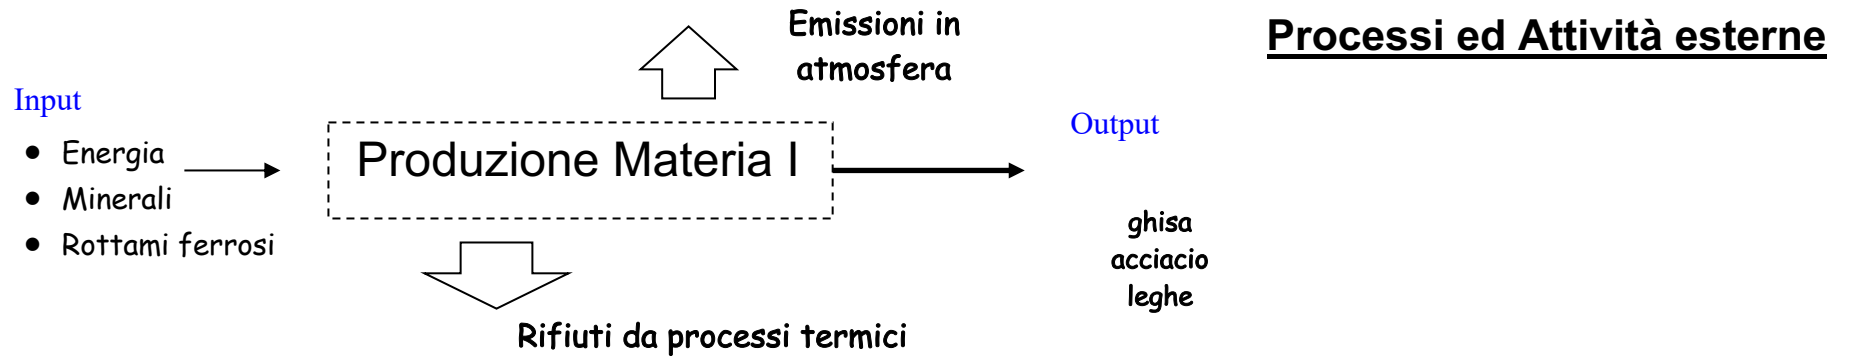 Processi ed Attività esterne
Emissioni in
atmosfera
Input
• Energia
• Minerali
• Rottami ferrosi
Produzione Materia I
Output
ghisa
acciacio
leghe
Rifiuti da processi termici